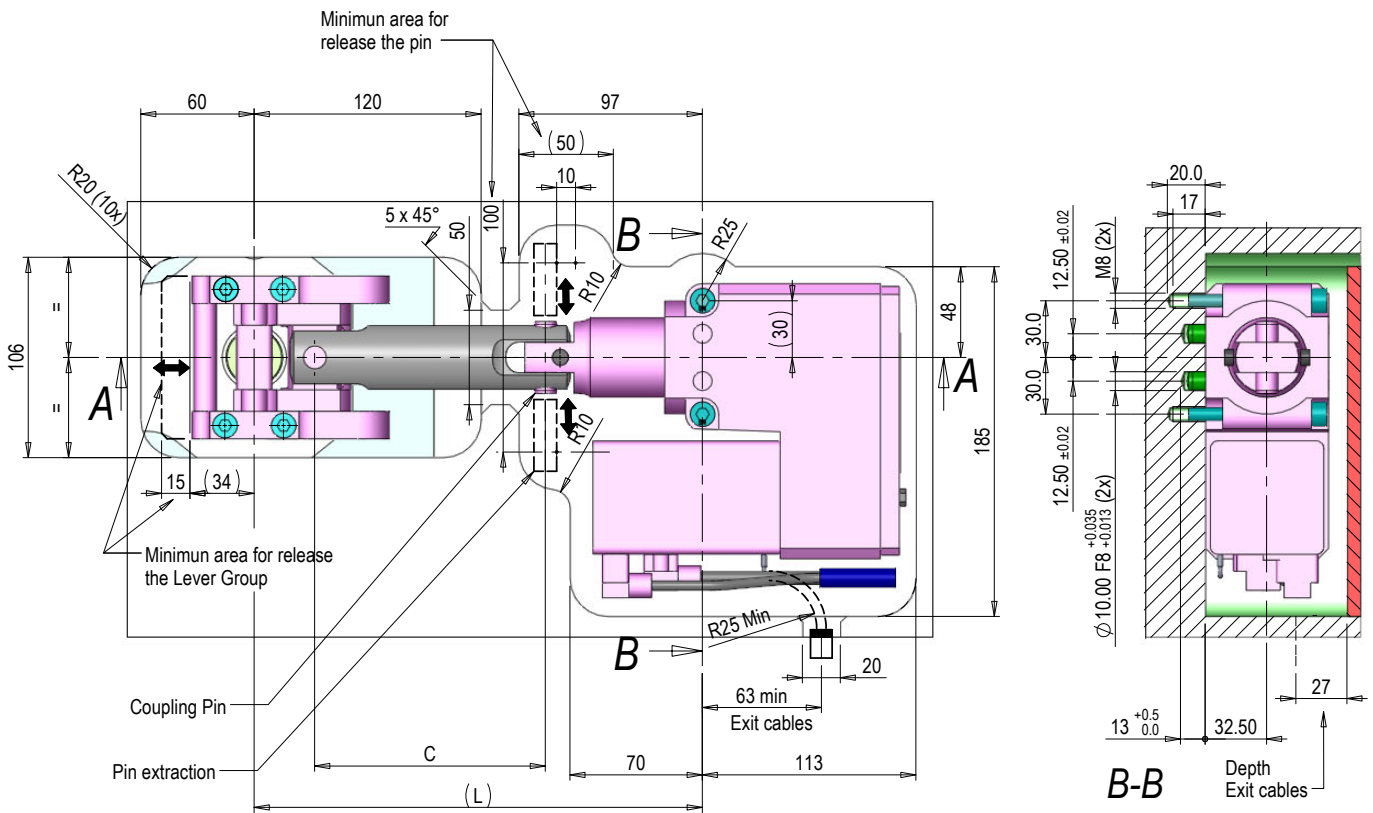 Minimun area for
release the pin
60
120
97
(50)
10
R20 (10x)
5 x 45°
50
100
B
R25
R10
(30)
48
106
=
=
A
A
185
R10
15
(34)
Minimun area for release
the Lever Group
R25 Min
B
20
63 min
Exit cables
Coupling Pin
Pin extraction
C
70
113
(L)
20.0
17
12.50 ±0.02
M8 (2x)
30.0
30.0
12.50 ±0.02
Ø 10.00 F8 +0.035 +0.013 (2x)
27
13 +0.5 0.0
32.50
B-B
Depth
Exit cables